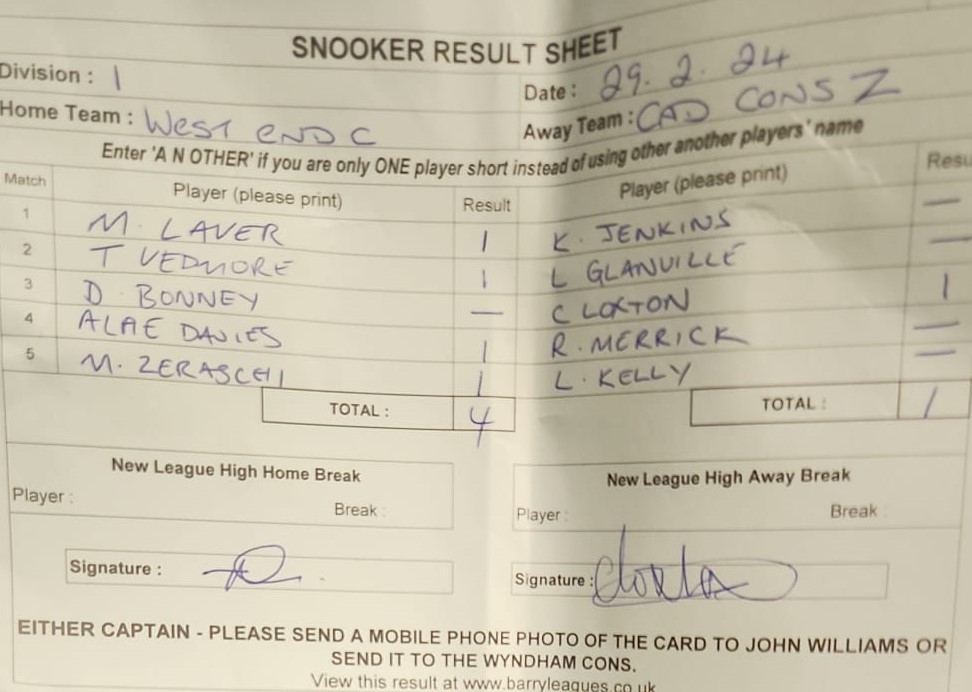 SNOOKER RESULT SHEET
Division : 1 Date : 29.2.24
Home Team : WEST END C Away Team : CAD CONS Z
Enter 'A N OTHER' if you are only ONE player short instead of using other another players' name
Match Player (please print) Result Player (please print) Resu
1 M. LAVER 1 K. JENKINS —
2 T VEDMORE 1 L GLANVILLE —
3 D BONNEY — C LOXTON 1
4 DAVIES 1 R. MERRICK —
5 M. ZERASCHI 1 L. KELLY —
TOTAL : 4 TOTAL : 1
New League High Home Break New League High Away Break
Player : Break : Player : Break :
Signature : Signature : Cloxton
EITHER CAPTAIN - PLEASE SEND A MOBILE PHONE PHOTO OF THE CARD TO JOHN WILLIAMS OR
SEND IT TO THE WYNDHAM CONS.
View this result at www.barryleagues.co.uk